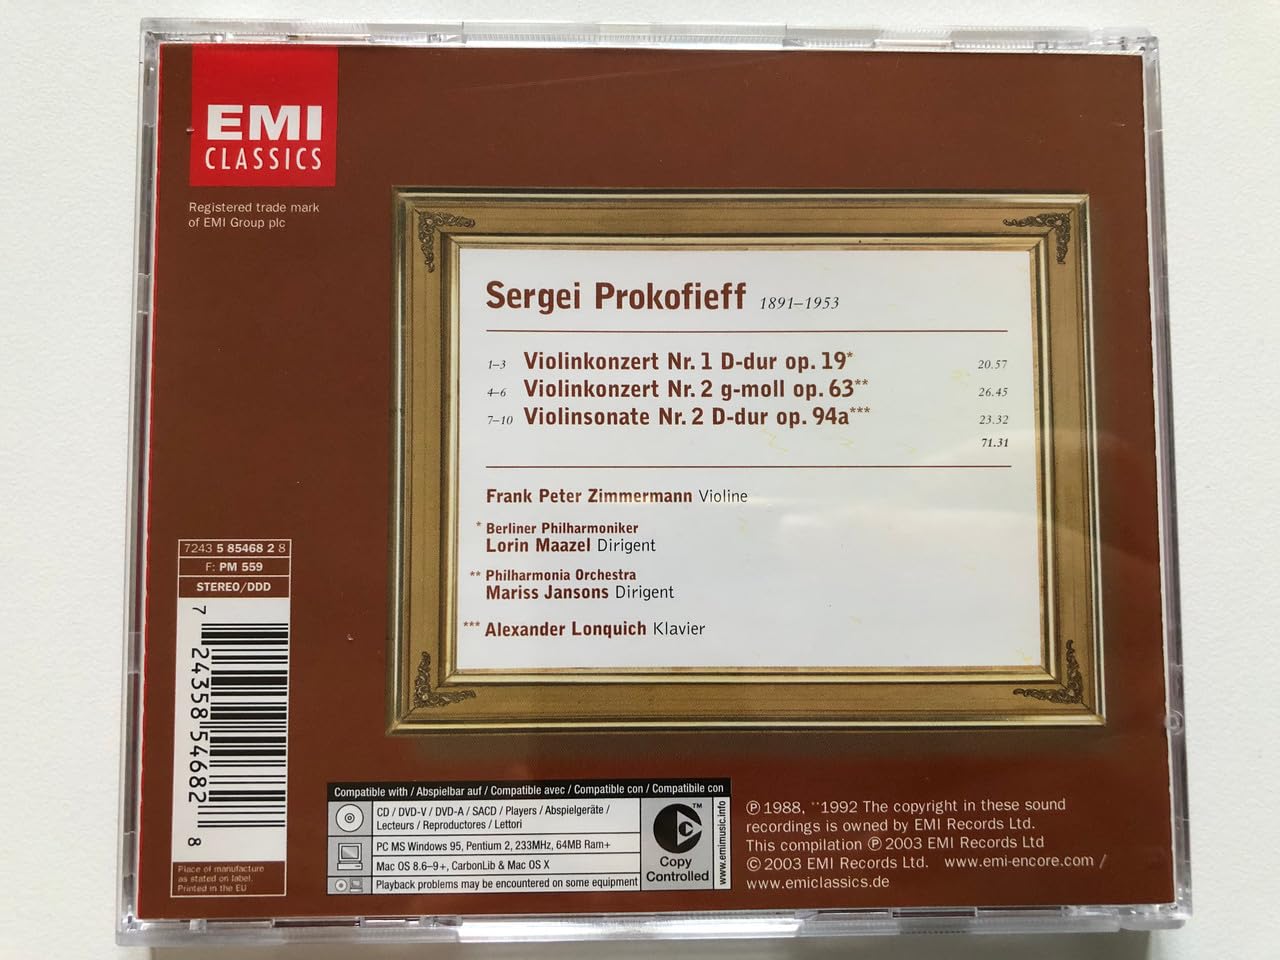 EMI
CLASSICS
Registered trade mark
of EMI Group plc
Sergei Prokofieff 1891–1953
1–3 Violinkonzert Nr. 1 D-dur op. 19* 20.57
4–6 Violinkonzert Nr. 2 g-moll op. 63** 26.45
7–10 Violinsonate Nr. 2 D-dur op. 94a*** 23.32
71.31
Frank Peter Zimmermann Violine
* Berliner Philharmoniker
Lorin Maazel Dirigent
** Philharmonia Orchestra
Mariss Jansons Dirigent
*** Alexander Lonquich Klavier
7243 5 85468 2 8
F: PM 559
STEREO/DDD
7 24358 54682 8
Place of manufacture
as stated on label.
Printed in the EU
Compatible with / Abspielbar auf / Compatible avec / Compatible con / Compatibile con
CD / DVD-V / DVD-A / SACD / Players / Abspielgeräte /
Lecteurs / Reproductores / Lettori
PC MS Windows 95, Pentium 2, 233MHz, 64MB Ram+
Mac OS 8.6–9+, CarbonLib & Mac OS X
Playback problems may be encountered on some equipment
TM
Copy
Controlled
www.emimusic.info
℗ 1988, **1992 The copyright in these sound
recordings is owned by EMI Records Ltd.
This compilation ℗ 2003 EMI Records Ltd
© 2003 EMI Records Ltd. www.emi-encore.com /
www.emiclassics.de